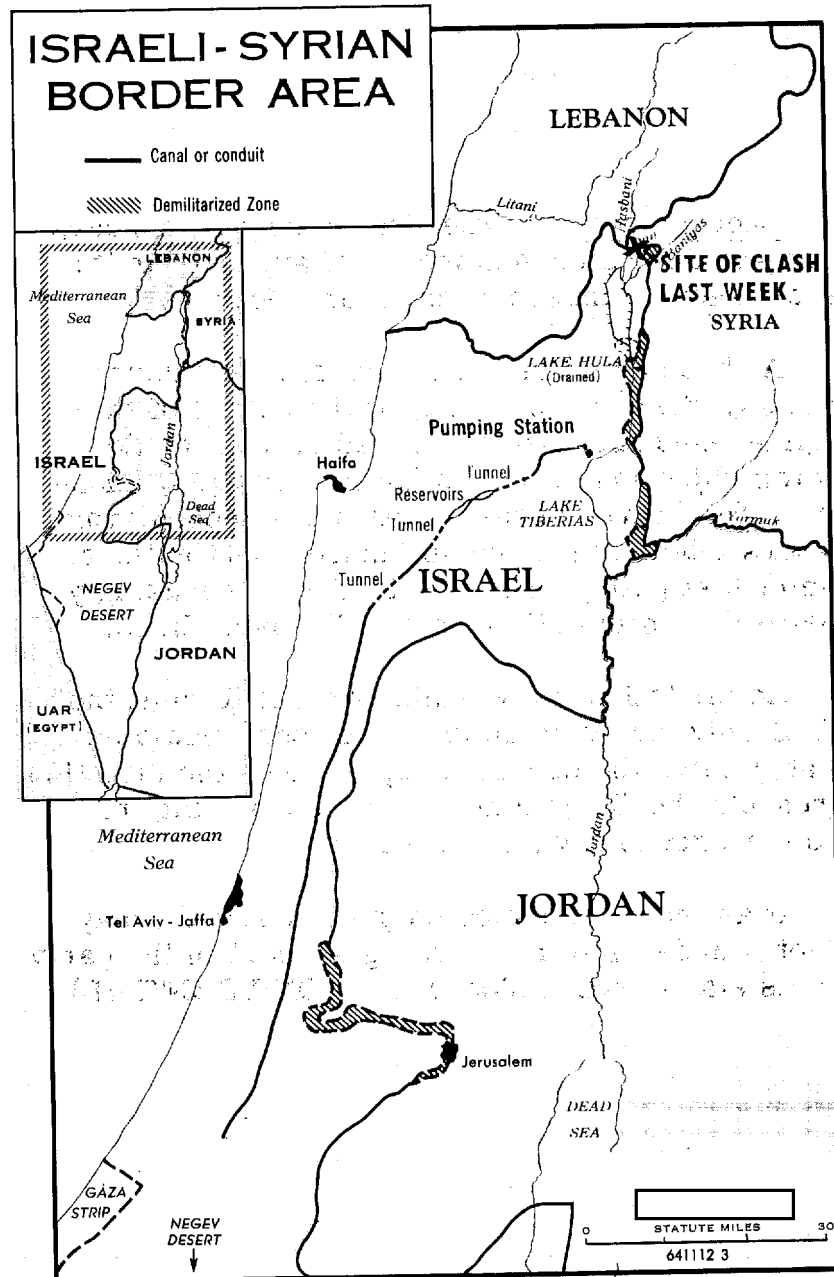 ISRAELI - SYRIAN
BORDER AREA
Canal or conduit
Demilitarized Zone
LEBANON
Mediterranean
Sea
SYRIA
ISRAEL
Jordan
Dead
Sea
NEGEV
DESERT
JORDAN
UAR
(EGYPT)
LEBANON
Litani
Hasbani
Baniyas
SITE OF CLASH
LAST WEEK
SYRIA
LAKE HULA
(Drained)
Pumping Station
Haifa
Tunnel
Reservoirs
LAKE
TIBERIAS
Tunnel
Yarmuk
Tunnel
ISRAEL
Mediterranean
Sea
Jordan
Tel Aviv - Jaffa
JORDAN
Jerusalem
DEAD
SEA
GAZA
STRIP
NEGEV
DESERT
0 30
STATUTE MILES
641112 3